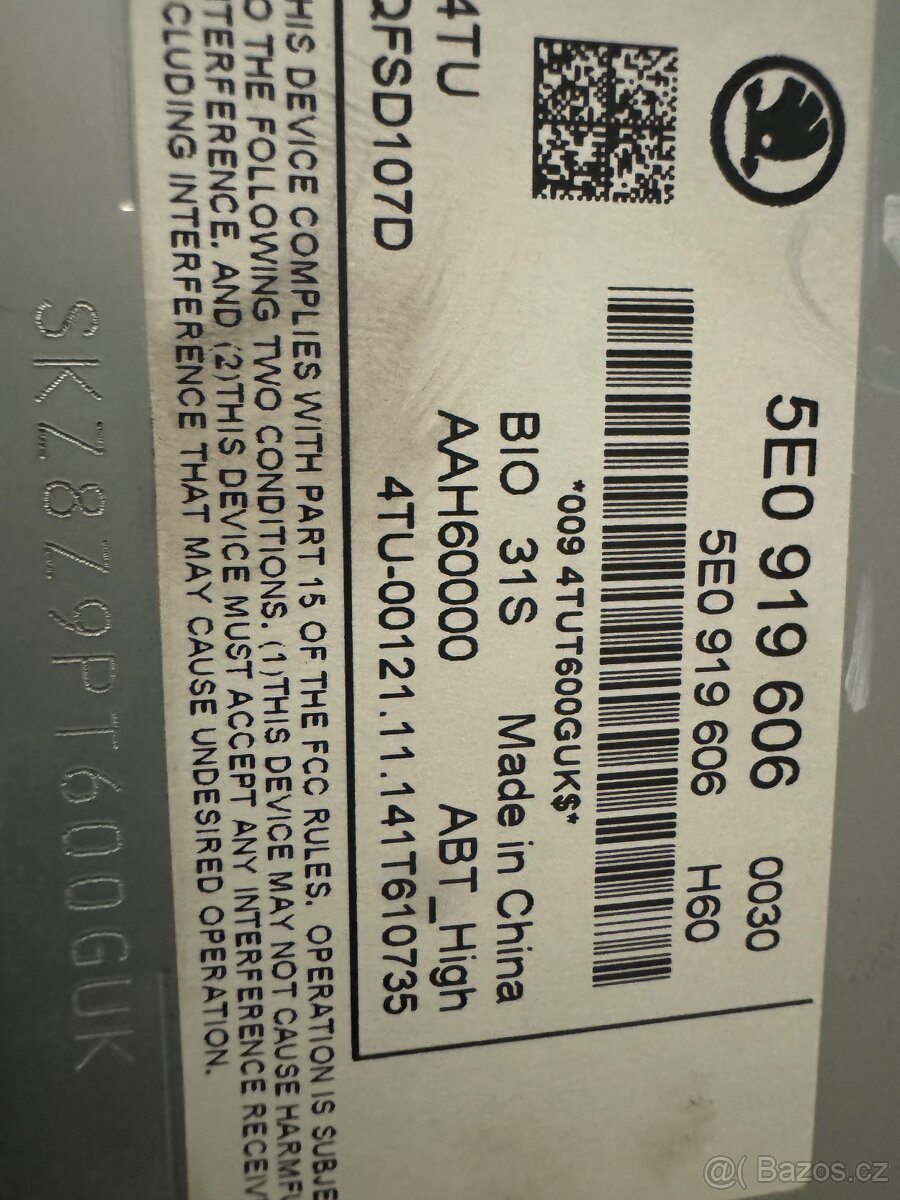 5E0 919 606 0030
5E0 919 606 H60
*009 4TUT600GUK$*
BIO 31S Made in China
4TU AAH60000 ABT_High
QFSD107D 4TU-00121.11.141T610735
HIS DEVICE COMPLIES WITH PART 15 OF THE FCC RULES. OPERATION IS SUBJE
O THE FOLLOWING TWO CONDITIONS. (1)THIS DEVICE MAY NOT CAUSE HARMFU
NTERFERENCE. AND (2)THIS DEVICE MUST ACCEPT ANY INTERFERENCE RECEIV
CLUDING INTERFERENCE THAT MAY CAUSE UNDESIRED OPERATION.
SKZ8Z9PT600GUK
@( Bazos.cz